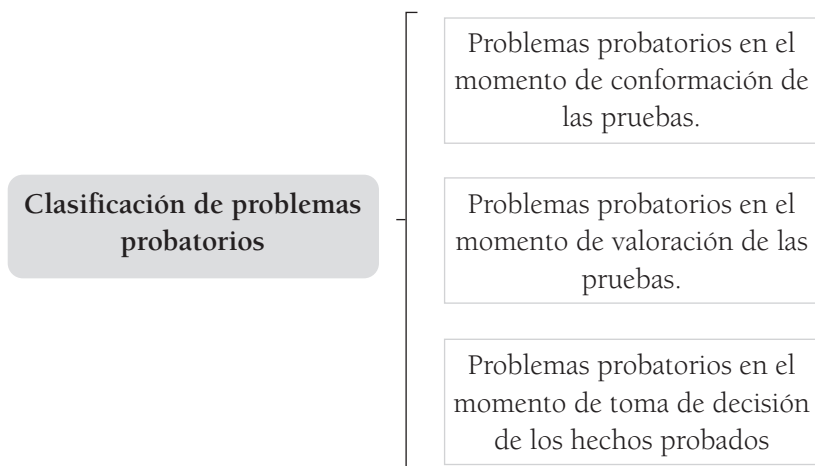 Clasificación de problemas
probatorios
Problemas probatorios en el
momento de conformación de
las pruebas.
Problemas probatorios en el
momento de valoración de las
pruebas.
Problemas probatorios en el
momento de toma de decisión
de los hechos probados